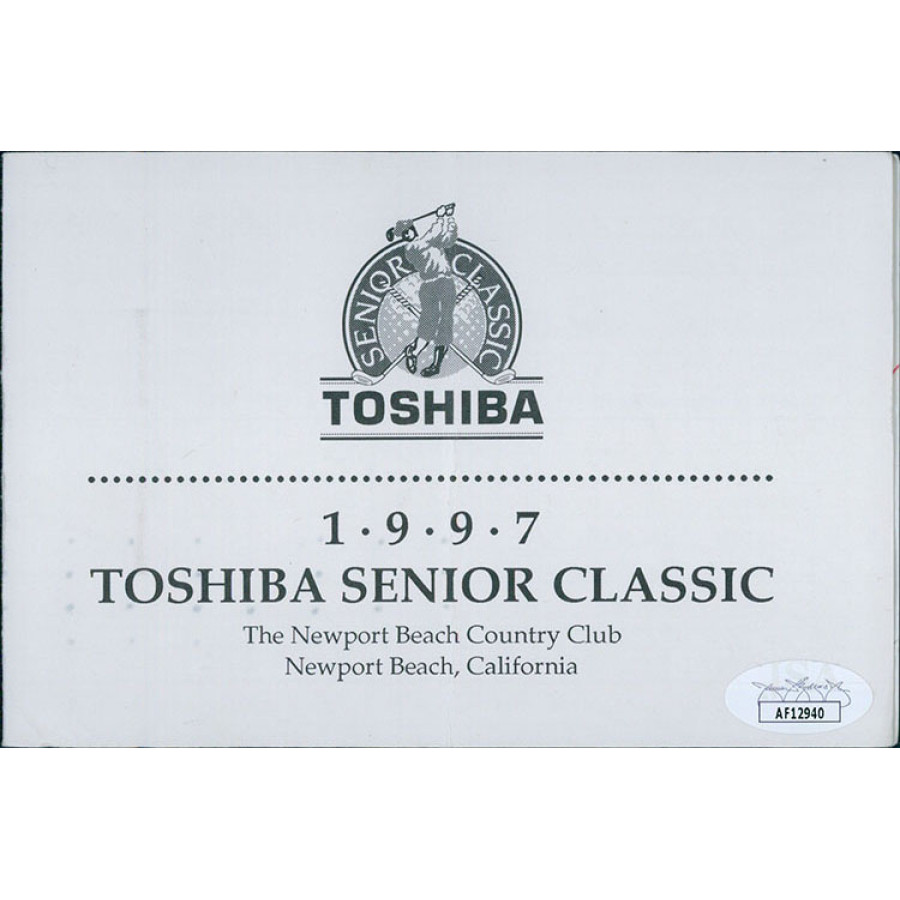 SENIOR CLASSIC
TOSHIBA
1·9·9·7
TOSHIBA SENIOR CLASSIC
The Newport Beach Country Club
Newport Beach, California
JSA
AF12940